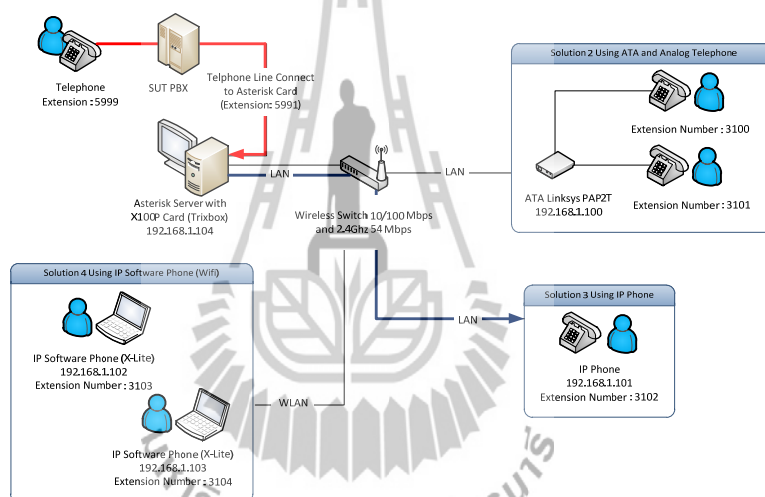 Telephone
Extension : 5999
SUT PBX
Telphone Line Connect
to Asterisk Card
(Extension: 5991)
Solution 2 Using ATA and Analog Telephone
Extension Number : 3100
ATA Linksys PAP2T
192.168.1.100
Extension Number : 3101
LAN
LAN
Asterisk Server with
X100P Card (Trixbox)
192.168.1.104
Wireless Switch 10/100 Mbps
and 2.4Ghz 54 Mbps
Solution 4 Using IP Software Phone (Wifi)
IP Software Phone (X-Lite)
192.168.1.102
Extension Number : 3103
IP Software Phone (X-Lite)
192.168.1.103
Extension Number : 3104
WLAN
LAN
Solution 3 Using IP Phone
IP Phone
192.168.1.101
Extension Number : 3102